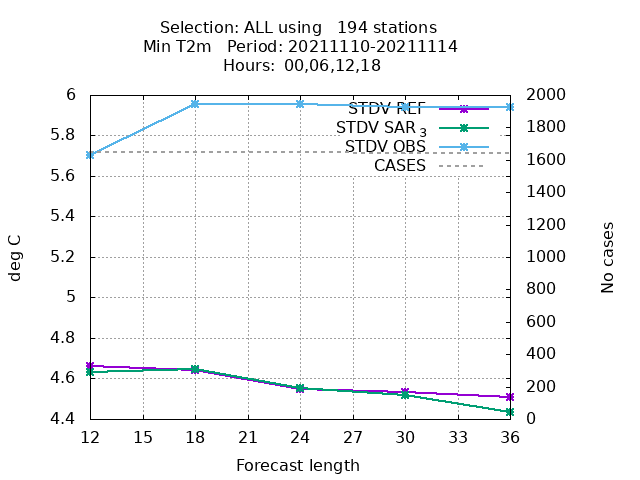 Selection: ALL using   194 stations
Min T2m   Period: 20211110-20211114
Hours:  00,06,12,18
6 2000
STDV REF
5.8 1800
STDV SAR 3
STDV OBS
1600
CASES
5.6 1400
5.4 1200
5.2 1000
deg C No cases
5 800
4.8 600
400
4.6 200
4.4 0
12 15 18 21 24 27 30 33 36
Forecast length